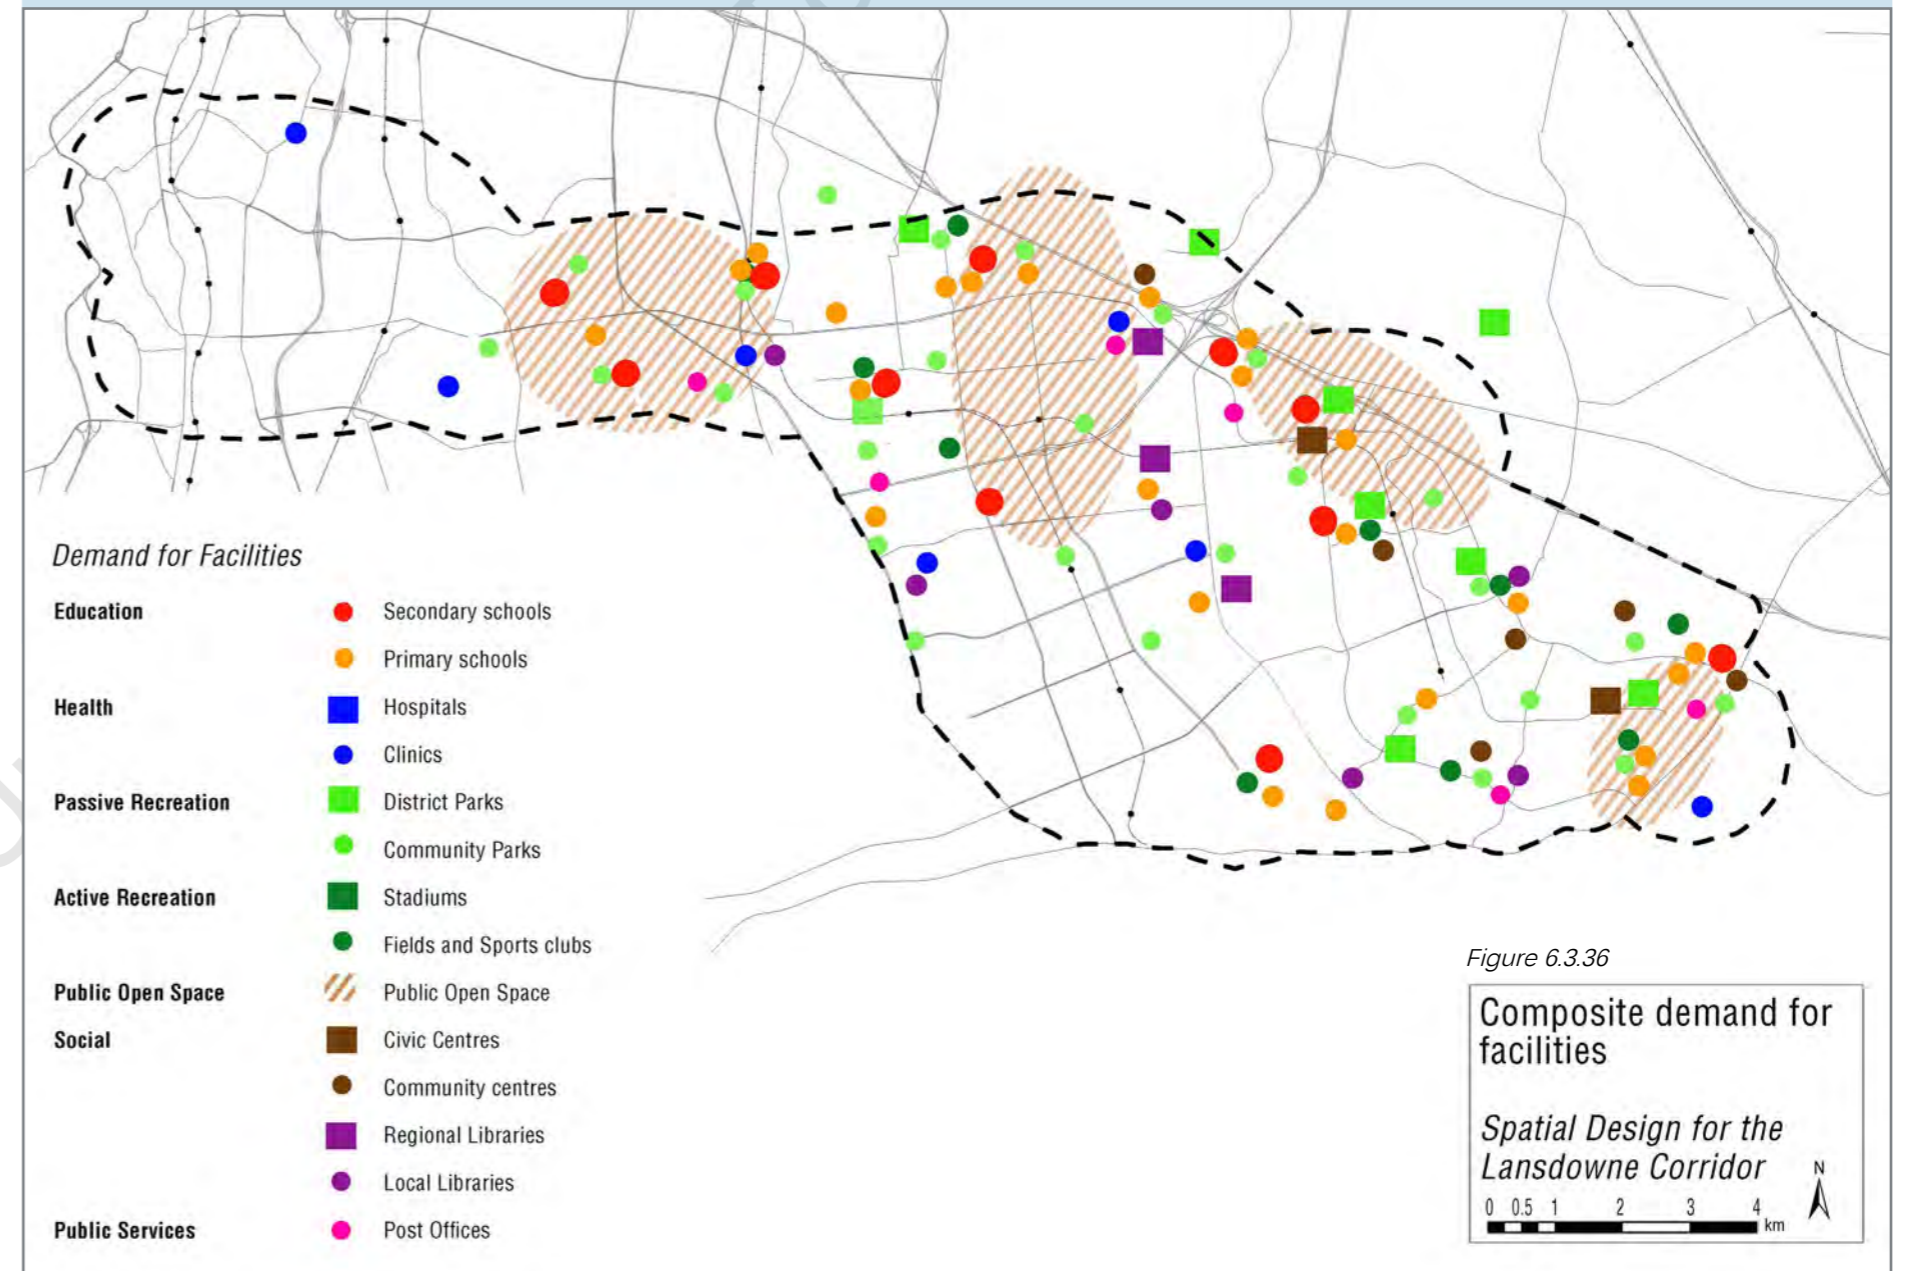 Demand for Facilities
Education
Secondary schools
Primary schools
Health
Hospitals
Clinics
Passive Recreation
District Parks
Community Parks
Active Recreation
Stadiums
Fields and Sports clubs
Public Open Space
Public Open Space
Social
Civic Centres
Community centres
Regional Libraries
Local Libraries
Public Services
Post Offices
Figure 6.3.36
Composite demand for
facilities
Spatial Design for the
Lansdowne Corridor
N
0 0.5 1 2 3 4
km